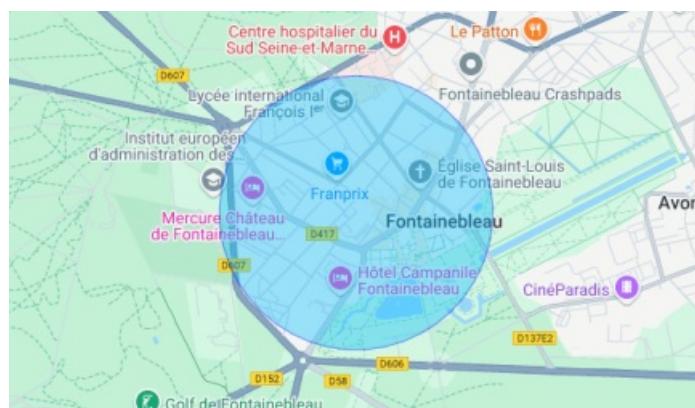 Centre hospitalier du
Sud Seine-et-Marne...
H
Le Patton
D607
Lycée international
François Ier
Fontainebleau Crashpads
Institut européen
d'administration des...
Église Saint-Louis
de Fontainebleau
Franprix
Mercure Château
de Fontainebleau...
D417
Fontainebleau
Avon
D607
Hôtel Campanile
Fontainebleau
CinéParadis
D137E2
D606
D152
D58
Golf de Fontainebleau